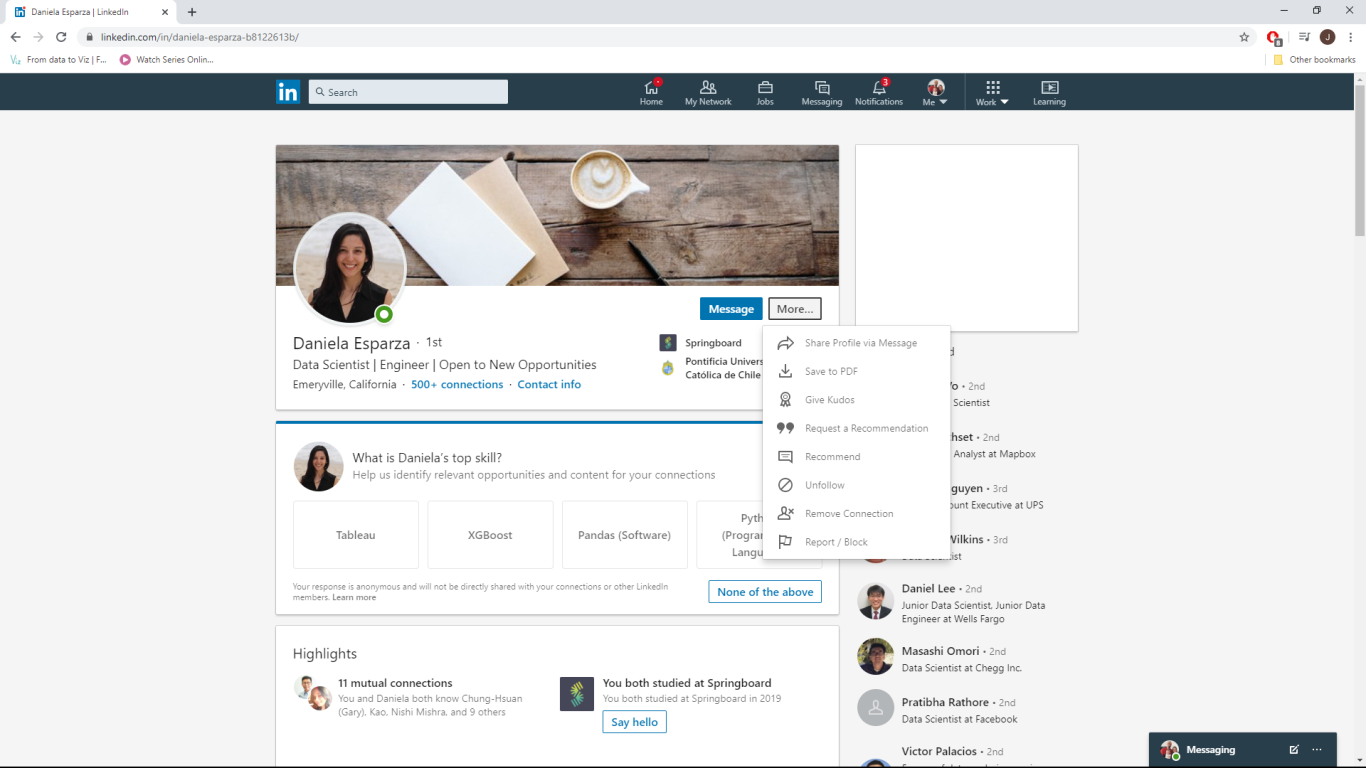 Daniela Esparza | LinkedIn
linkedin.com/in/daniela-esparza-b8122613b/
8
J
From data to Viz | F...
Watch Series Onlin...
Other bookmarks
in
Search
Home
My Network
Jobs
Messaging
3
Notifications
Me
Work
Learning
Message
More...
Daniela Esparza · 1st
Data Scientist | Engineer | Open to New Opportunities
Emeryville, California · 500+ connections · Contact info
Springboard
Pontificia Univers
Católica de Chile
Share Profile via Message
Save to PDF
Give Kudos
Request a Recommendation
Recommend
Unfollow
Remove Connection
Report / Block
What is Daniela's top skill?
Help us identify relevant opportunities and content for your connections
Tableau
XGBoost
Pandas (Software)
Pyth
(Program
Langu
Your response is anonymous and will not be directly shared with your connections or other LinkedIn
members. Learn more
None of the above
Highlights
11 mutual connections
You and Daniela both know Chung-Hsuan
(Gary), Kao, Nishi Mishra, and 9 others
You both studied at Springboard
You both studied at Springboard in 2019
Say hello
• 2nd
Scientist
hset • 2nd
Analyst at Mapbox
guyen • 3rd
ount Executive at UPS
Wilkins • 3rd
Daniel Lee • 2nd
Junior Data Scientist, Junior Data
Engineer at Wells Fargo
Masashi Omori • 2nd
Data Scientist at Chegg Inc.
Pratibha Rathore • 2nd
Data Scientist at Facebook
Victor Palacios • 2nd
Messaging